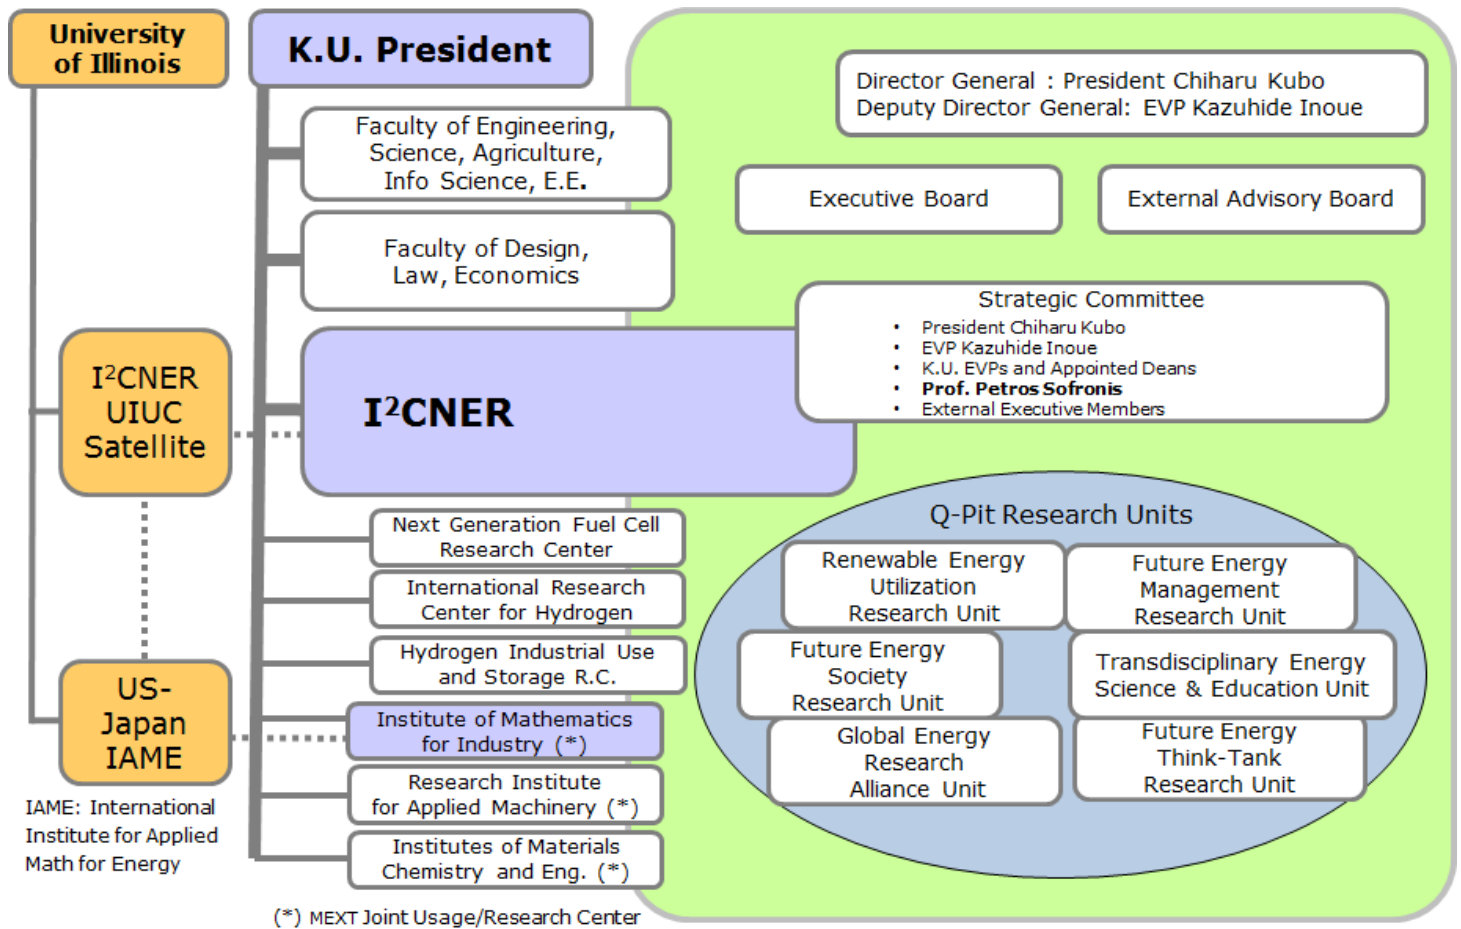 University
of Illinois
K.U. President
Faculty of Engineering,
Science, Agriculture,
Info Science, E.E.
Faculty of Design,
Law, Economics
I²CNER
UIUC
Satellite
I²CNER
Next Generation Fuel Cell
Research Center
International Research
Center for Hydrogen
Hydrogen Industrial Use
and Storage R.C.
US-
Japan
IAME
Institute of Mathematics
for Industry (*)
Research Institute
for Applied Machinery (*)
Institutes of Materials
Chemistry and Eng. (*)
IAME: International
Institute for Applied
Math for Energy
(*) MEXT Joint Usage/Research Center
Director General : President Chiharu Kubo
Deputy Director General: EVP Kazuhide Inoue
Executive Board
External Advisory Board
Strategic Committee
• President Chiharu Kubo
• EVP Kazuhide Inoue
• K.U. EVPs and Appointed Deans
• Prof. Petros Sofronis
• External Executive Members
Q-Pit Research Units
Renewable Energy
Utilization
Research Unit
Future Energy
Management
Research Unit
Future Energy
Society
Research Unit
Transdisciplinary Energy
Science & Education Unit
Global Energy
Research
Alliance Unit
Future Energy
Think-Tank
Research Unit